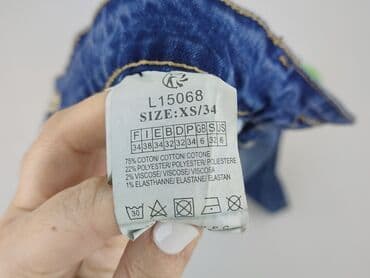 L15068
SIZE:XS/34
F I E B D P GB S US
34 38 34 32 32 34 6 32 6
75% COTTON/ COTTON/ COTONE
22% POLYESTER/ POLYESTER/ POLIESTERE
2% VISCOSE/ VISCOSE/ VISCOSA
1% ELASTHANNE/ ELASTANE/ ELASTAN
30